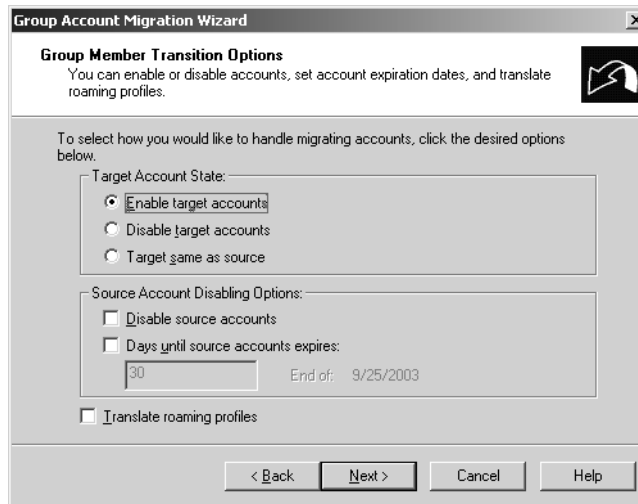 Group Account Migration Wizard
Group Member Transition Options
You can enable or disable accounts, set account expiration dates, and translate
roaming profiles.
To select how you would like to handle migrating accounts, click the desired options
below.
Target Account State:
Enable target accounts
Disable target accounts
Target same as source
Source Account Disabling Options:
Disable source accounts
Days until source accounts expires:
30 End of: 9/25/2003
Translate roaming profiles
< Back Next > Cancel Help